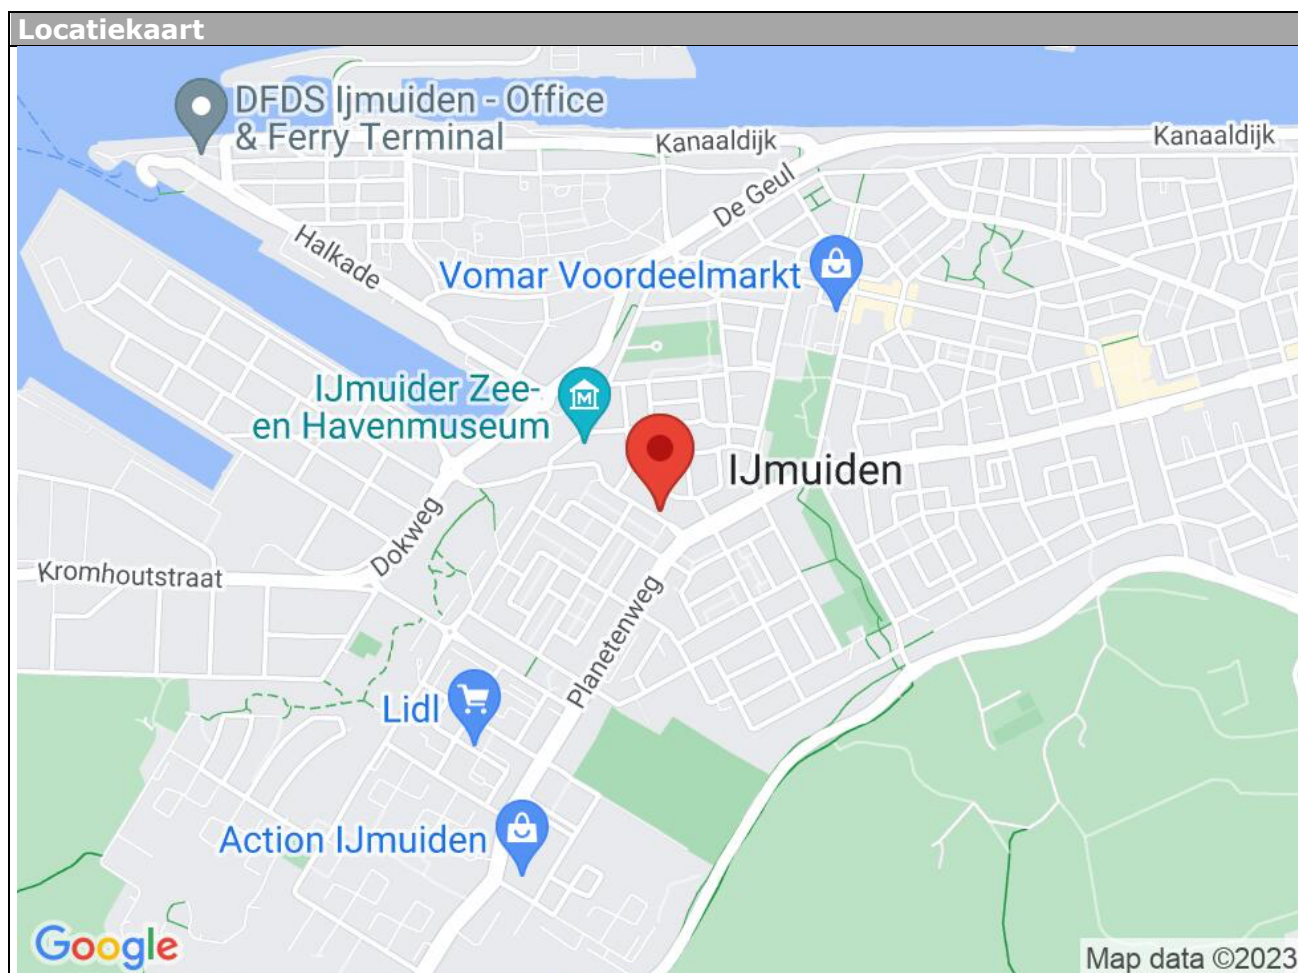 Locatiekaart
DFDS Ijmuiden - Office
& Ferry Terminal
Kanaaldijk
Kanaaldijk
De Geul
Halkade
Vomar Voordeelmarkt
IJmuider Zee-
en Havenmuseum
IJmuiden
Dokweg
Kromhoutstraat
Planetenweg
Lidl
Action IJmuiden
Google
Map data ©2023